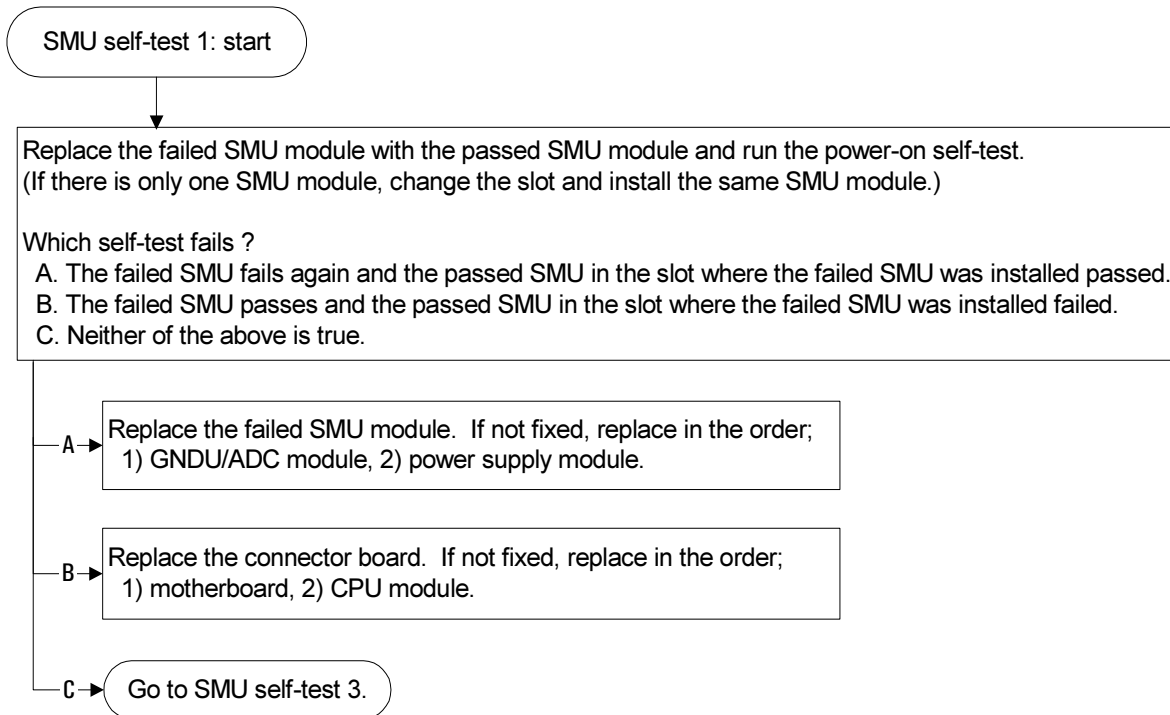 SMU self-test 1: start
Replace the failed SMU module with the passed SMU module and run the power-on self-test.
(If there is only one SMU module, change the slot and install the same SMU module.)
Which self-test fails ?
A. The failed SMU fails again and the passed SMU in the slot where the failed SMU was installed passed.
B. The failed SMU passes and the passed SMU in the slot where the failed SMU was installed failed.
C. Neither of the above is true.
A
Replace the failed SMU module. If not fixed, replace in the order;
1) GNDU/ADC module, 2) power supply module.
B
Replace the connector board. If not fixed, replace in the order;
1) motherboard, 2) CPU module.
C
Go to SMU self-test 3.